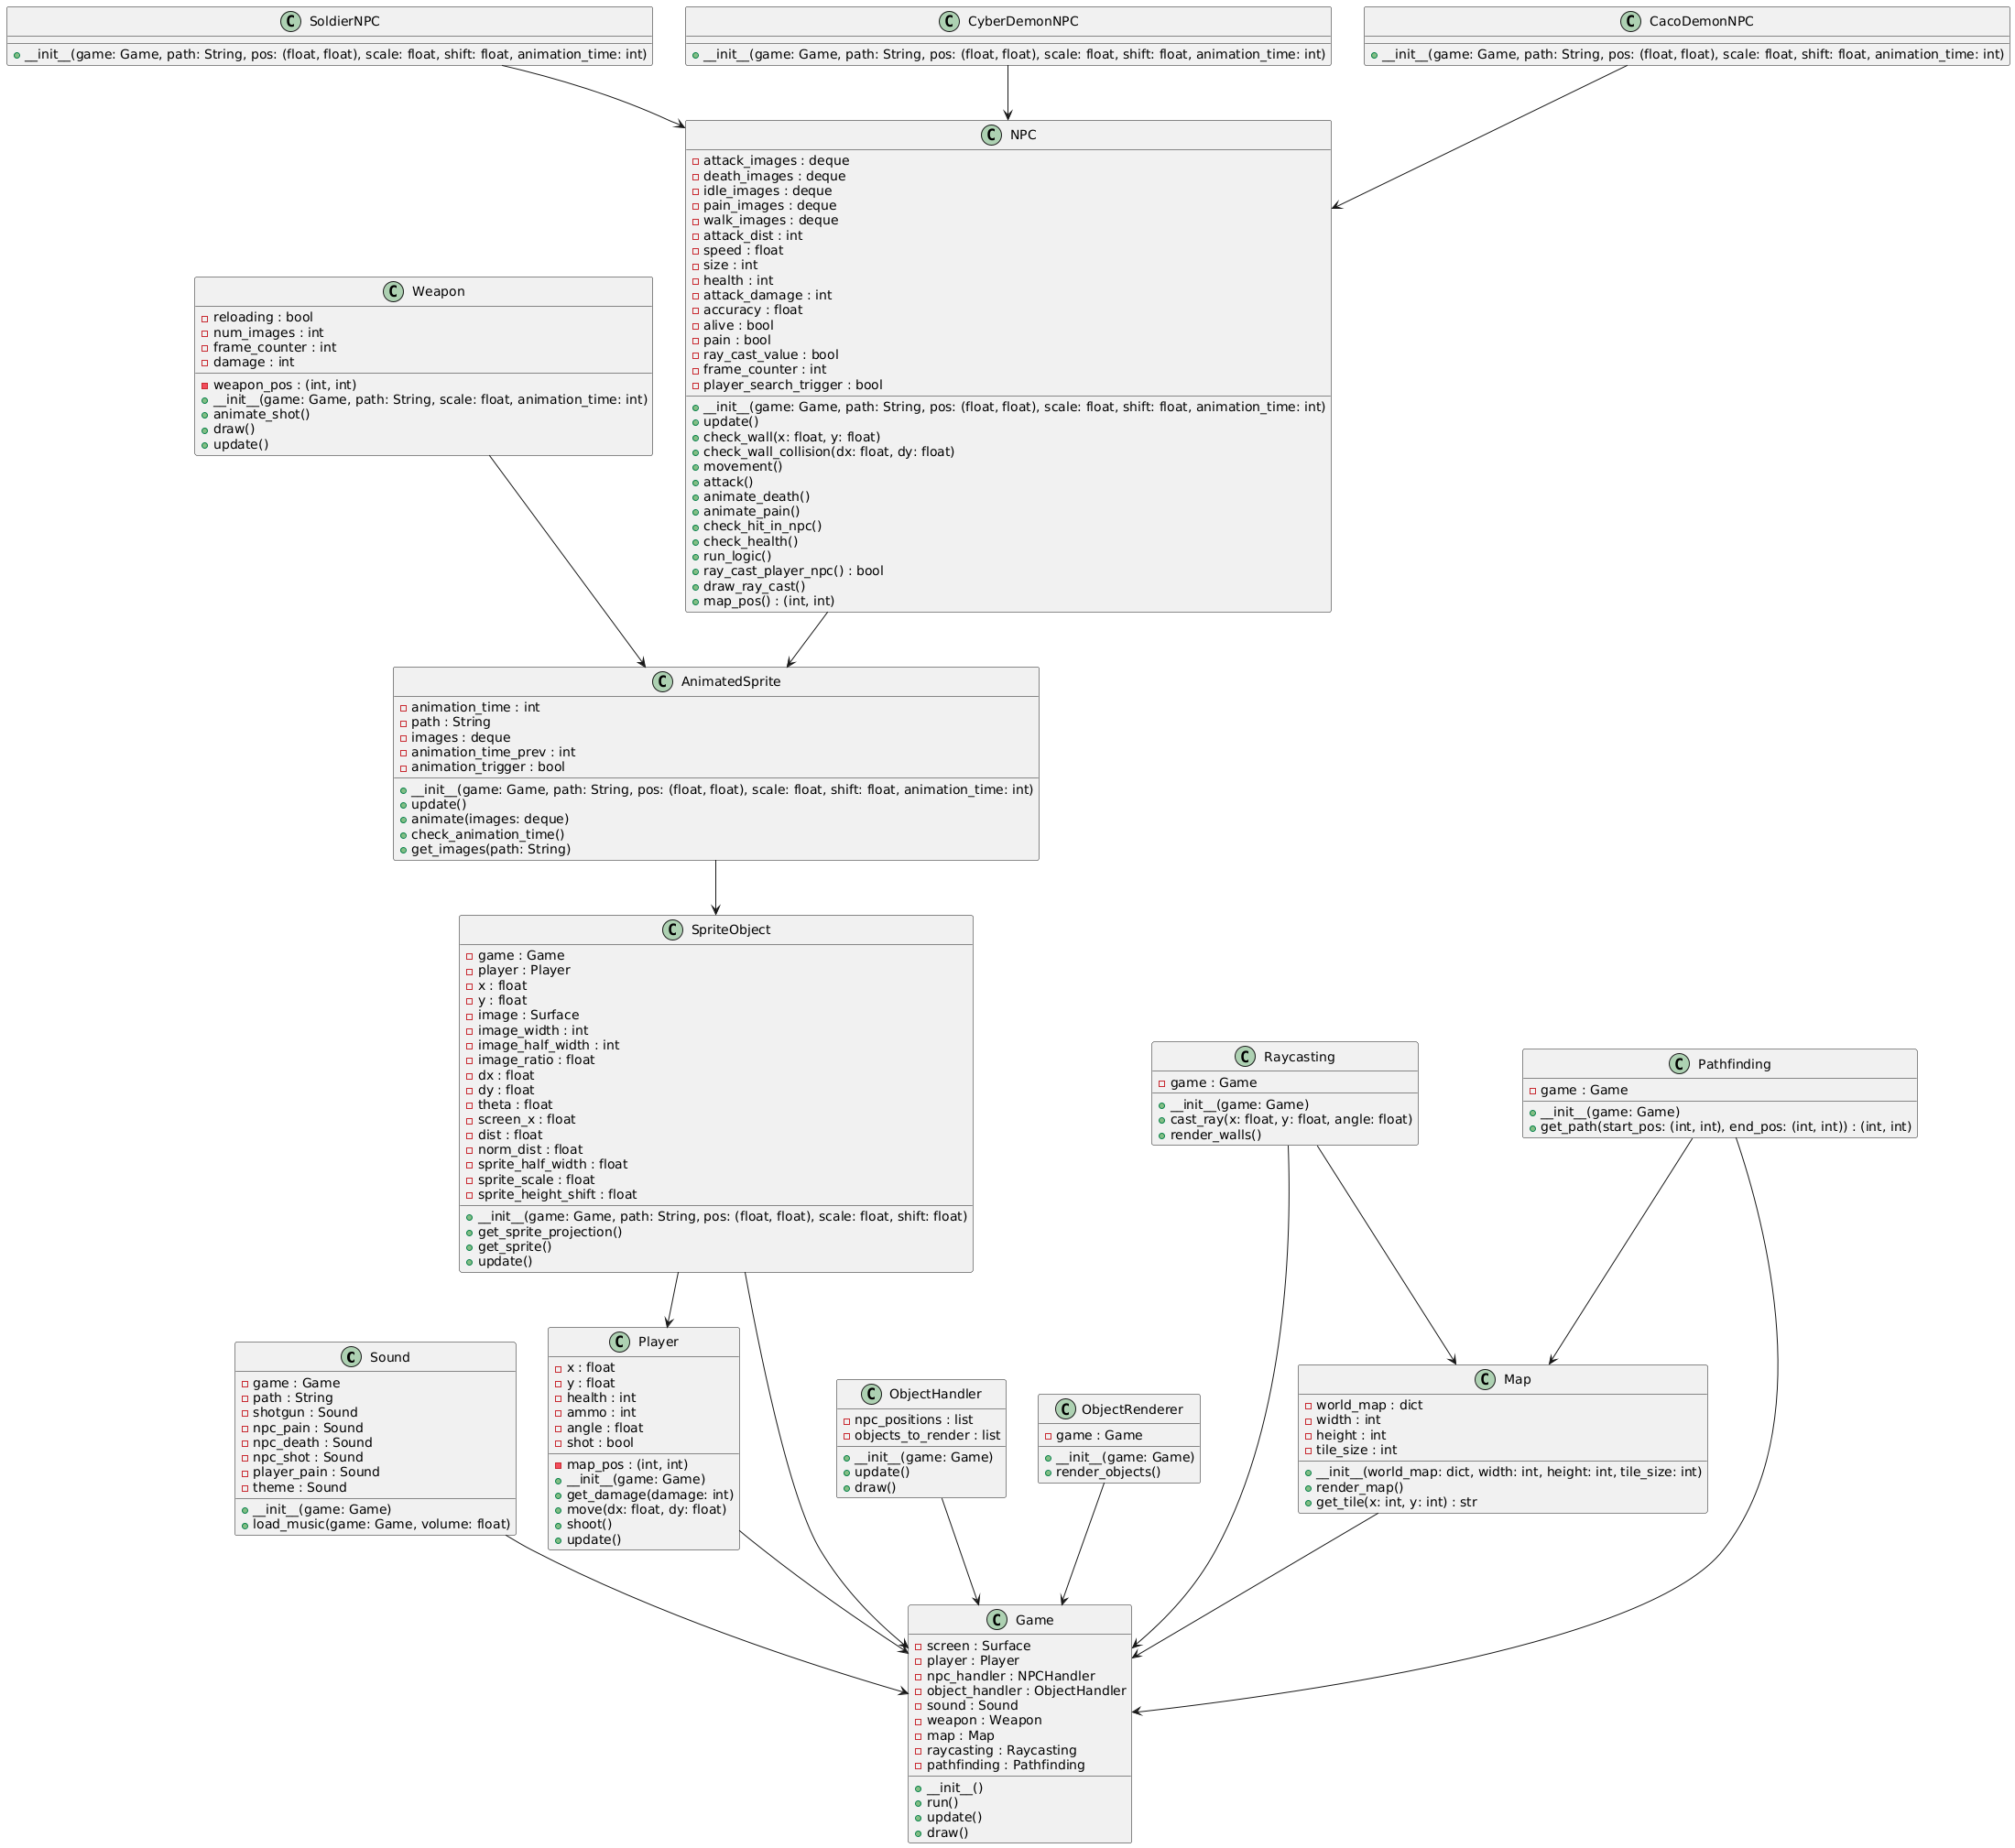 SoldierNPC
__init__(game: Game, path: String, pos: (float, float), scale: float, shift: float, animation_time: int)
CyberDemonNPC
__init__(game: Game, path: String, pos: (float, float), scale: float, shift: float, animation_time: int)
CacoDemonNPC
__init__(game: Game, path: String, pos: (float, float), scale: float, shift: float, animation_time: int)
NPC
attack_images : deque
death_images : deque
idle_images : deque
pain_images : deque
walk_images : deque
attack_dist : int
speed : float
size : int
health : int
attack_damage : int
accuracy : float
alive : bool
pain : bool
ray_cast_value : bool
frame_counter : int
player_search_trigger : bool
__init__(game: Game, path: String, pos: (float, float), scale: float, shift: float, animation_time: int)
update()
check_wall(x: float, y: float)
check_wall_collision(dx: float, dy: float)
movement()
attack()
animate_death()
animate_pain()
check_hit_in_npc()
check_health()
run_logic()
ray_cast_player_npc() : bool
draw_ray_cast()
map_pos() : (int, int)
Weapon
reloading : bool
num_images : int
frame_counter : int
damage : int
weapon_pos : (int, int)
__init__(game: Game, path: String, scale: float, animation_time: int)
animate_shot()
draw()
update()
AnimatedSprite
animation_time : int
path : String
images : deque
animation_time_prev : int
animation_trigger : bool
__init__(game: Game, path: String, pos: (float, float), scale: float, shift: float, animation_time: int)
update()
animate(images: deque)
check_animation_time()
get_images(path: String)
SpriteObject
game : Game
player : Player
x : float
y : float
image : Surface
image_width : int
image_half_width : int
image_ratio : float
dx : float
dy : float
theta : float
screen_x : float
dist : float
norm_dist : float
sprite_half_width : float
sprite_scale : float
sprite_height_shift : float
__init__(game: Game, path: String, pos: (float, float), scale: float, shift: float)
get_sprite_projection()
get_sprite()
update()
Raycasting
game : Game
__init__(game: Game)
cast_ray(x: float, y: float, angle: float)
render_walls()
Pathfinding
game : Game
__init__(game: Game)
get_path(start_pos: (int, int), end_pos: (int, int)) : (int, int)
Sound
game : Game
path : String
shotgun : Sound
npc_pain : Sound
npc_death : Sound
npc_shot : Sound
player_pain : Sound
theme : Sound
__init__(game: Game)
load_music(game: Game, volume: float)
Player
x : float
y : float
health : int
ammo : int
angle : float
shot : bool
map_pos : (int, int)
__init__(game: Game)
get_damage(damage: int)
move(dx: float, dy: float)
shoot()
update()
ObjectHandler
npc_positions : list
objects_to_render : list
__init__(game: Game)
update()
draw()
ObjectRenderer
game : Game
__init__(game: Game)
render_objects()
Map
world_map : dict
width : int
height : int
tile_size : int
__init__(world_map: dict, width: int, height: int, tile_size: int)
render_map()
get_tile(x: int, y: int) : str
Game
screen : Surface
player : Player
npc_handler : NPCHandler
object_handler : ObjectHandler
sound : Sound
weapon : Weapon
map : Map
raycasting : Raycasting
pathfinding : Pathfinding
__init__()
run()
update()
draw()